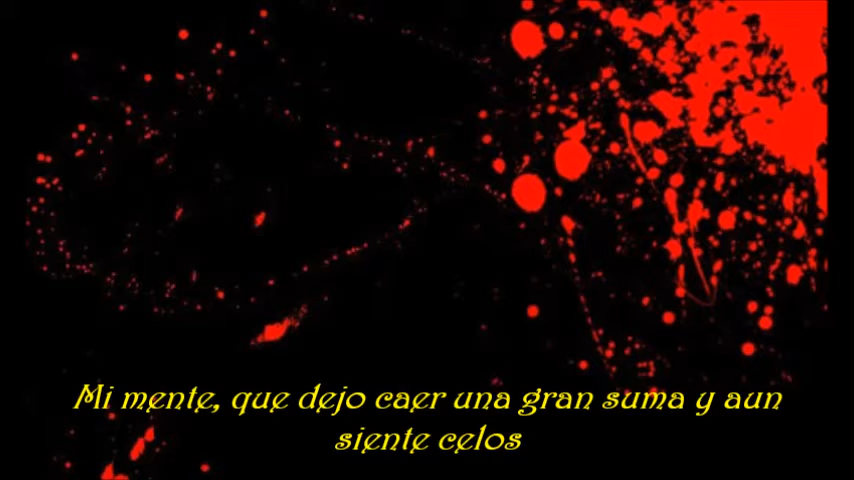 Mi mente, que dejo caer una gran suma y aun
siente celos